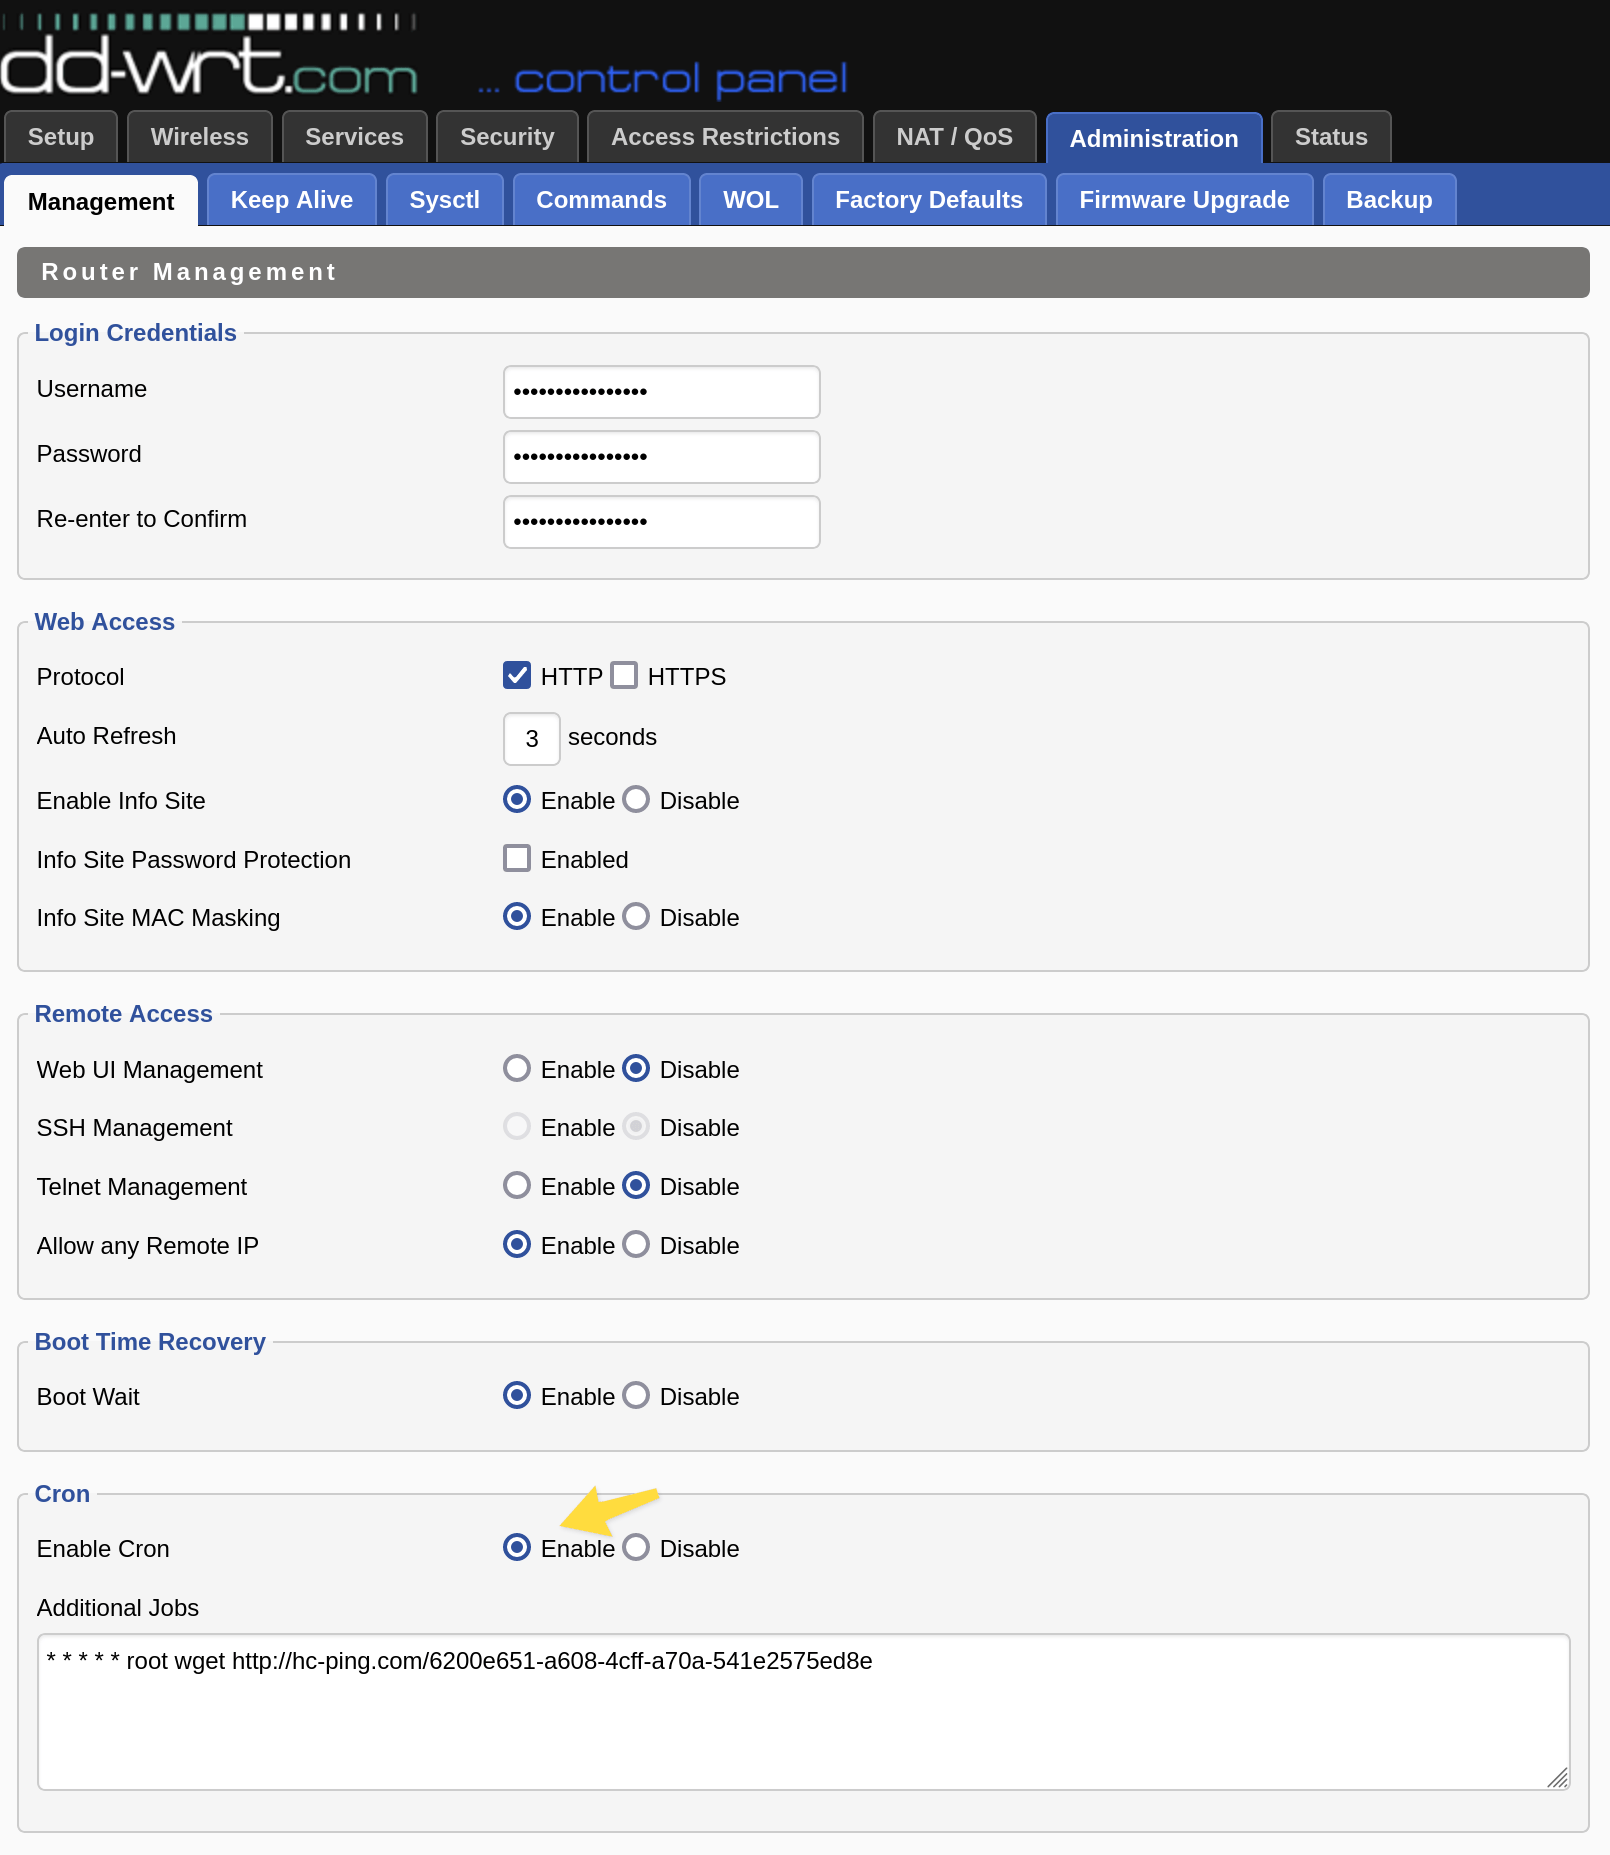 dd-wrt.com ... control panel
Setup Wireless Services Security Access Restrictions NAT / QoS Administration Status
Management Keep Alive Sysctl Commands WOL Factory Defaults Firmware Upgrade Backup
Router Management
Login Credentials
Username ••••••••••••••••
Password ••••••••••••••••
Re-enter to Confirm ••••••••••••••••
Web Access
Protocol HTTP HTTPS
Auto Refresh 3 seconds
Enable Info Site Enable Disable
Info Site Password Protection Enabled
Info Site MAC Masking Enable Disable
Remote Access
Web UI Management Enable Disable
SSH Management Enable Disable
Telnet Management Enable Disable
Allow any Remote IP Enable Disable
Boot Time Recovery
Boot Wait Enable Disable
Cron
Enable Cron Enable Disable
Additional Jobs
* * * * * root wget http://hc-ping.com/6200e651-a608-4cff-a70a-541e2575ed8e